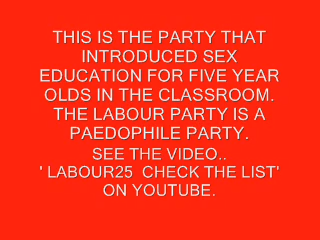 THIS IS THE PARTY THAT
INTRODUCED SEX
EDUCATION FOR FIVE YEAR
OLDS IN THE CLASSROOM.
THE LABOUR PARTY IS A
PAEDOPHILE PARTY.
SEE THE VIDEO..
' LABOUR25  CHECK THE LIST'
ON YOUTUBE.